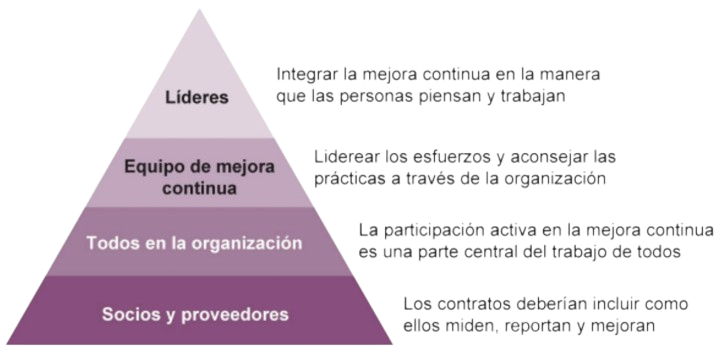 Líderes
Integrar la mejora continua en la manera
que las personas piensan y trabajan
Equipo de mejora
continua
Liderear los esfuerzos y aconsejar las
prácticas a través de la organización
Todos en la organización
La participación activa en la mejora continua
es una parte central del trabajo de todos
Socios y proveedores
Los contratos deberían incluir como
ellos miden, reportan y mejoran